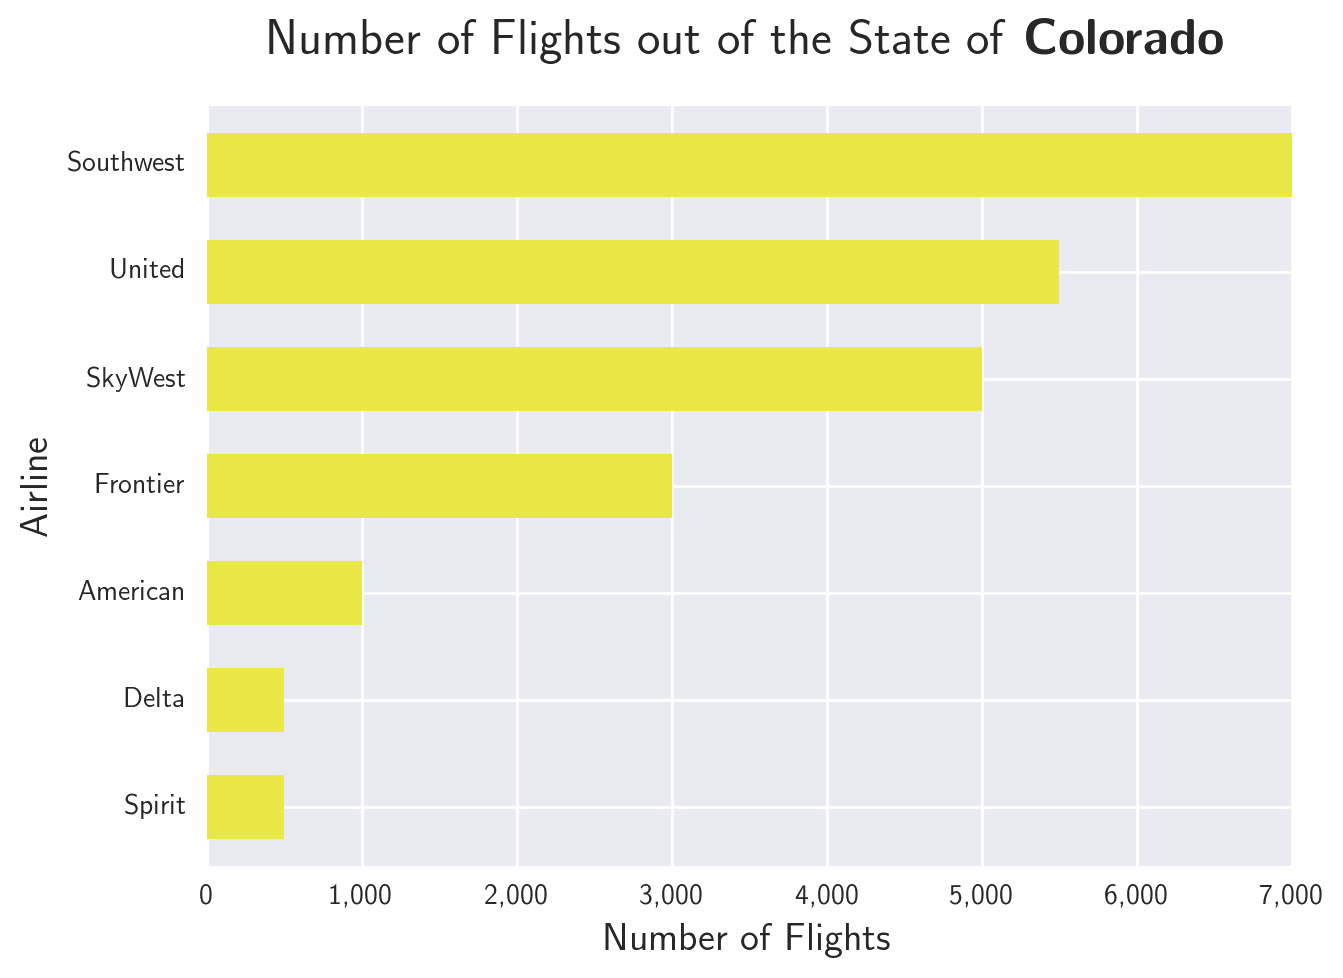 Number of Flights out of the State of Colorado
Southwest
United
SkyWest
Frontier
American
Delta
Spirit
Airline
0 1,000 2,000 3,000 4,000 5,000 6,000 7,000
Number of Flights